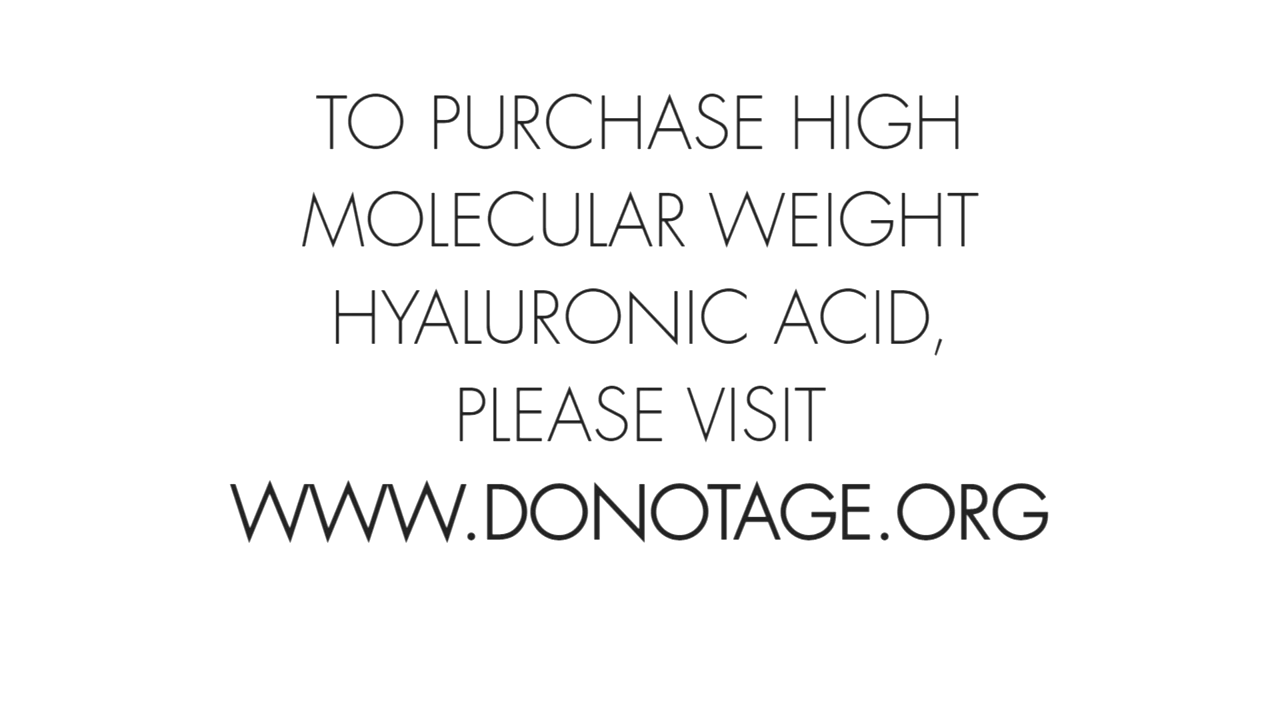 TO PURCHASE HIGH
MOLECULAR WEIGHT
HYALURONIC ACID,
PLEASE VISIT
WWW.DONOTAGE.ORG